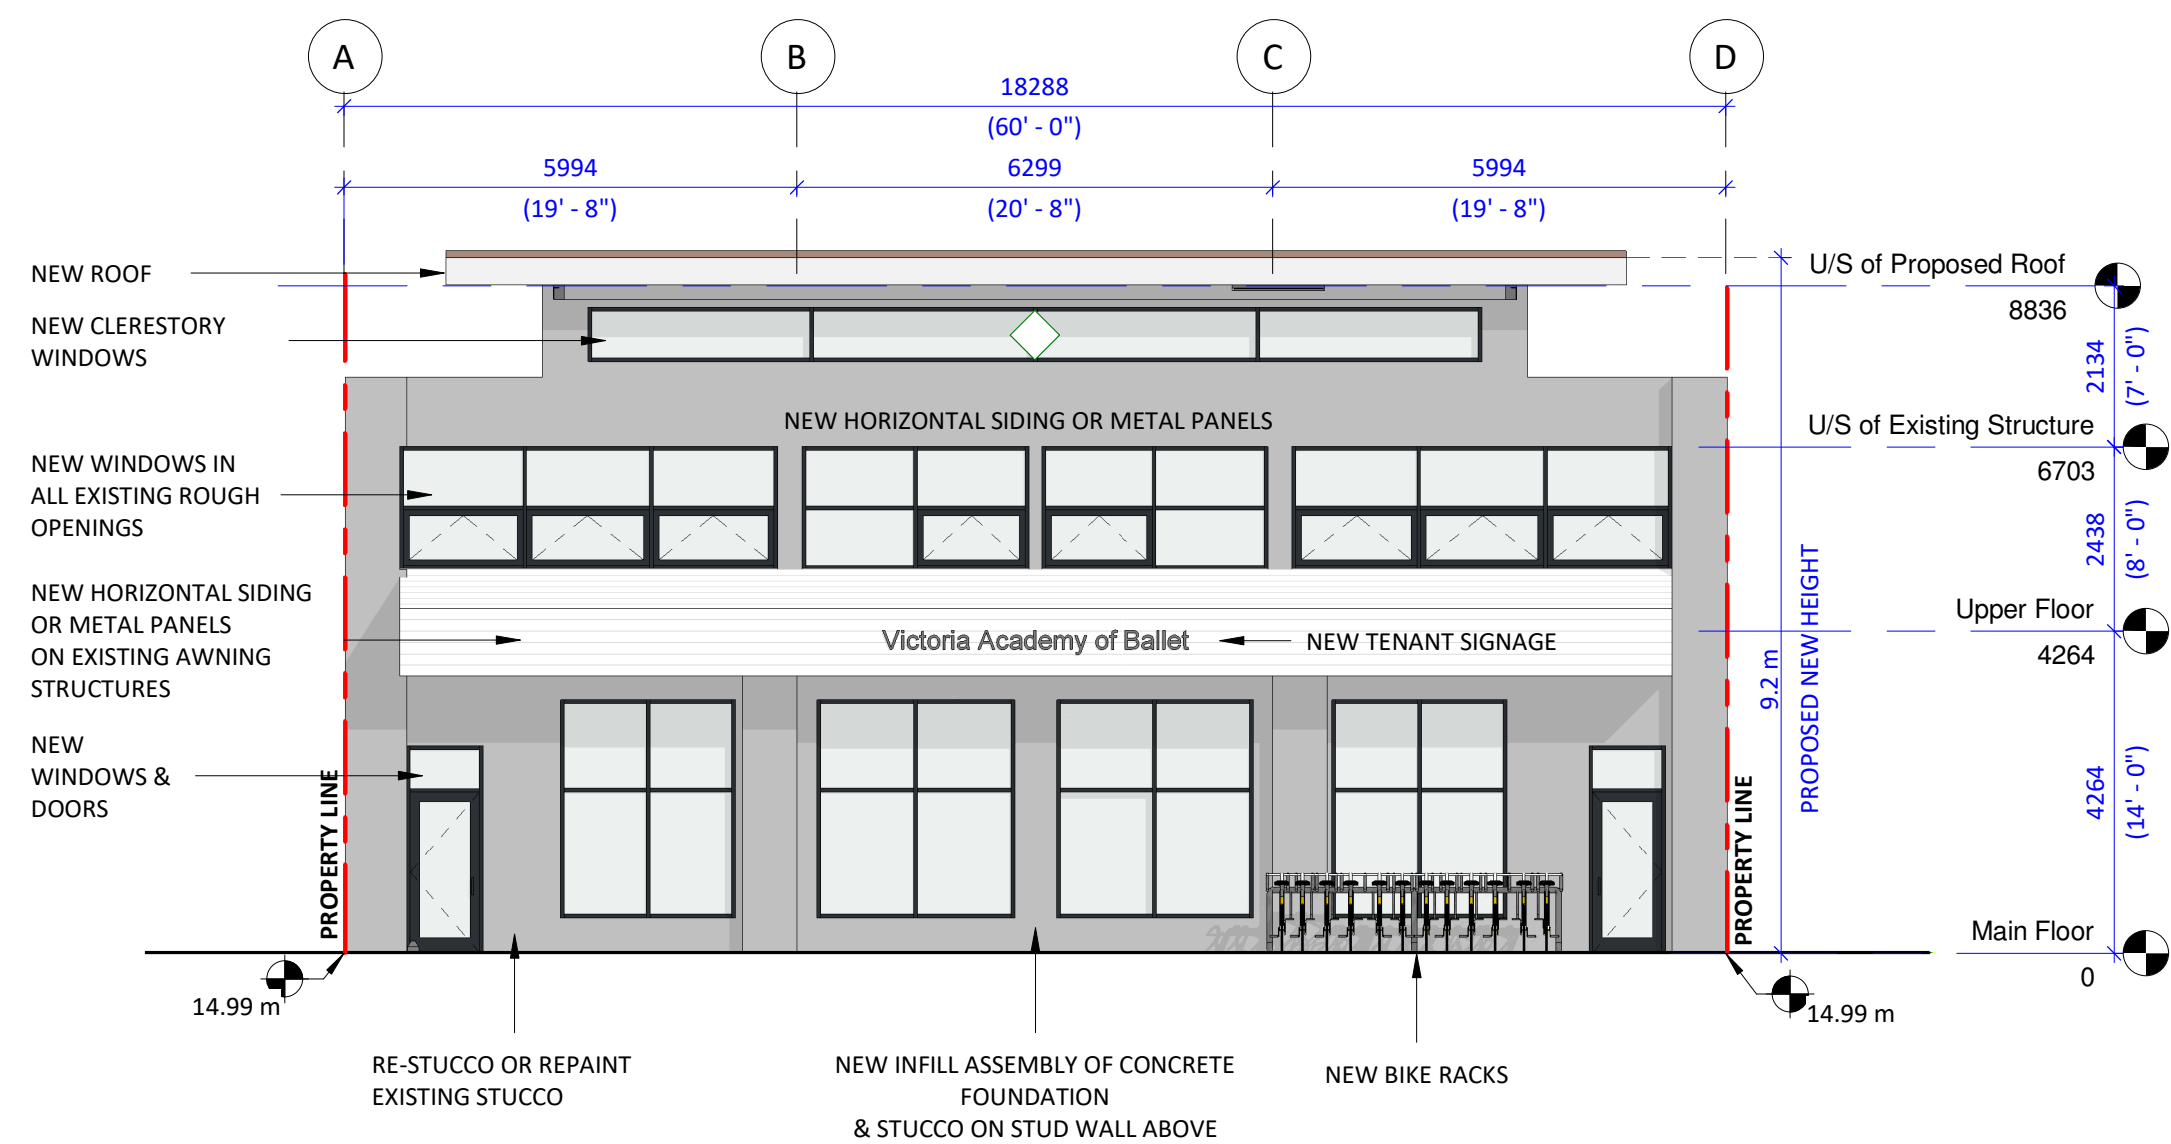 A
B
C
D
18288
(60' - 0")
5994
6299
5994
(19' - 8")
(20' - 8")
(19' - 8")
NEW ROOF
U/S of Proposed Roof
8836
NEW CLERESTORY
WINDOWS
2134
(7' - 0")
NEW HORIZONTAL SIDING OR METAL PANELS
U/S of Existing Structure
6703
NEW WINDOWS IN
ALL EXISTING ROUGH
OPENINGS
2438
(8' - 0")
NEW HORIZONTAL SIDING
OR METAL PANELS
ON EXISTING AWNING
STRUCTURES
Victoria Academy of Ballet
NEW TENANT SIGNAGE
Upper Floor
4264
9.2 m
PROPOSED NEW HEIGHT
NEW
WINDOWS &
DOORS
4264
(14' - 0")
PROPERTY LINE
PROPERTY LINE
Main Floor
0
14.99 m
14.99 m
RE-STUCCO OR REPAINT
EXISTING STUCCO
NEW INFILL ASSEMBLY OF CONCRETE
FOUNDATION
& STUCCO ON STUD WALL ABOVE
NEW BIKE RACKS